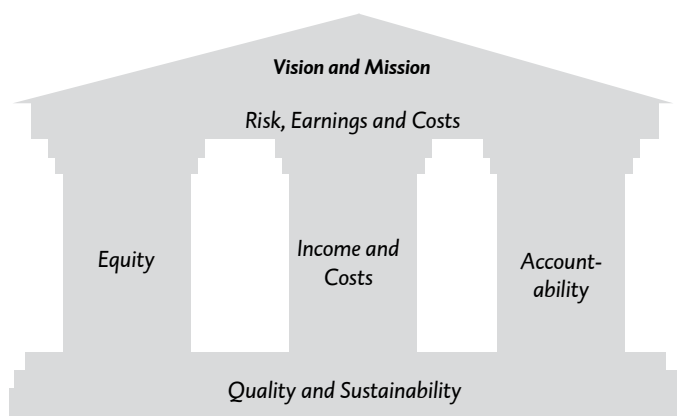 Vision and Mission
Risk, Earnings and Costs
Equity
Income and
Costs
Account-
ability
Quality and Sustainability